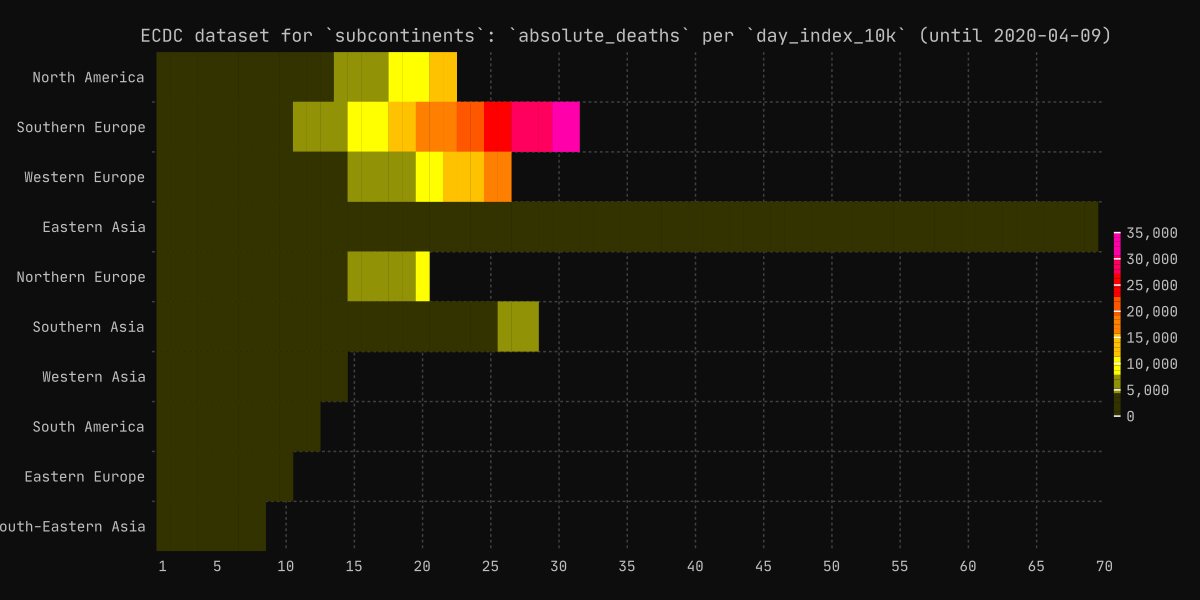 ECDC dataset for `subcontinents`: `absolute_deaths` per `day_index_10k` (until 2020-04-09)
North America
Southern Europe
Western Europe
Eastern Asia
Northern Europe
Southern Asia
Western Asia
South America
Eastern Europe
outh-Eastern Asia
35,000
30,000
25,000
20,000
15,000
10,000
5,000
0
1 5 10 15 20 25 30 35 40 45 50 55 60 65 70